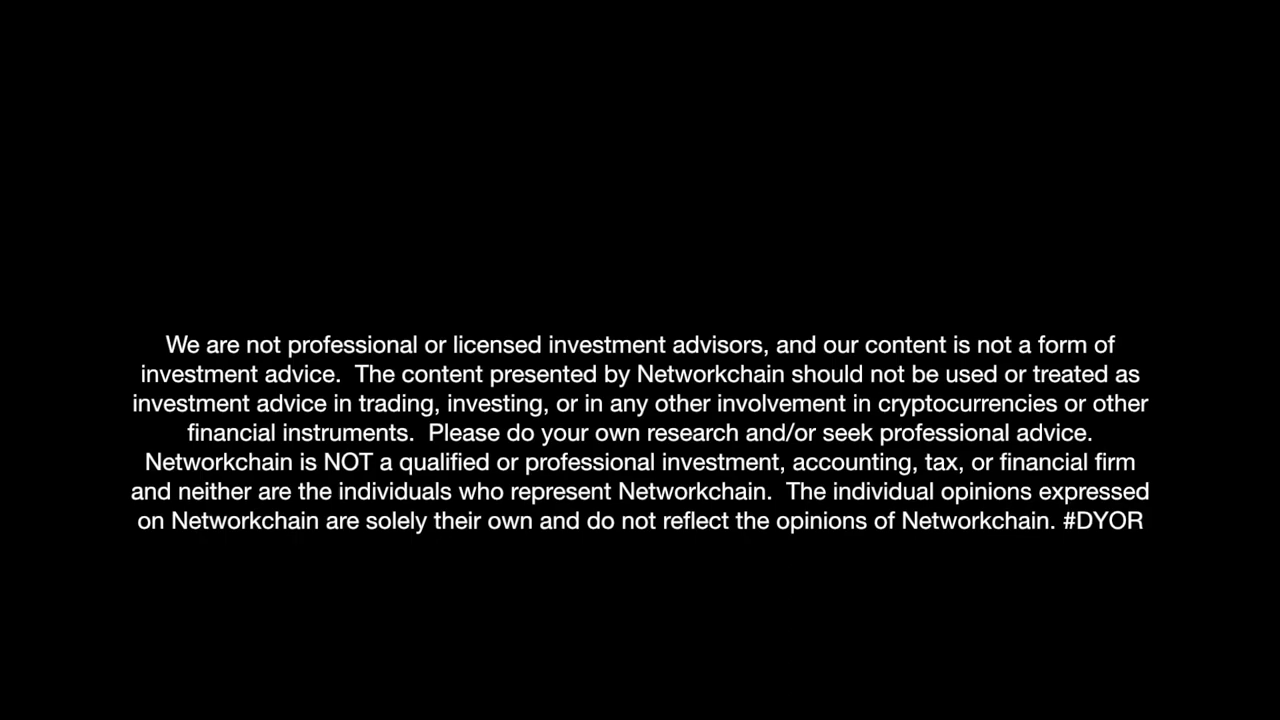 We are not professional or licensed investment advisors, and our content is not a form of
investment advice.  The content presented by Networkchain should not be used or treated as
investment advice in trading, investing, or in any other involvement in cryptocurrencies or other
financial instruments.  Please do your own research and/or seek professional advice.
Networkchain is NOT a qualified or professional investment, accounting, tax, or financial firm
and neither are the individuals who represent Networkchain.  The individual opinions expressed
on Networkchain are solely their own and do not reflect the opinions of Networkchain. #DYOR